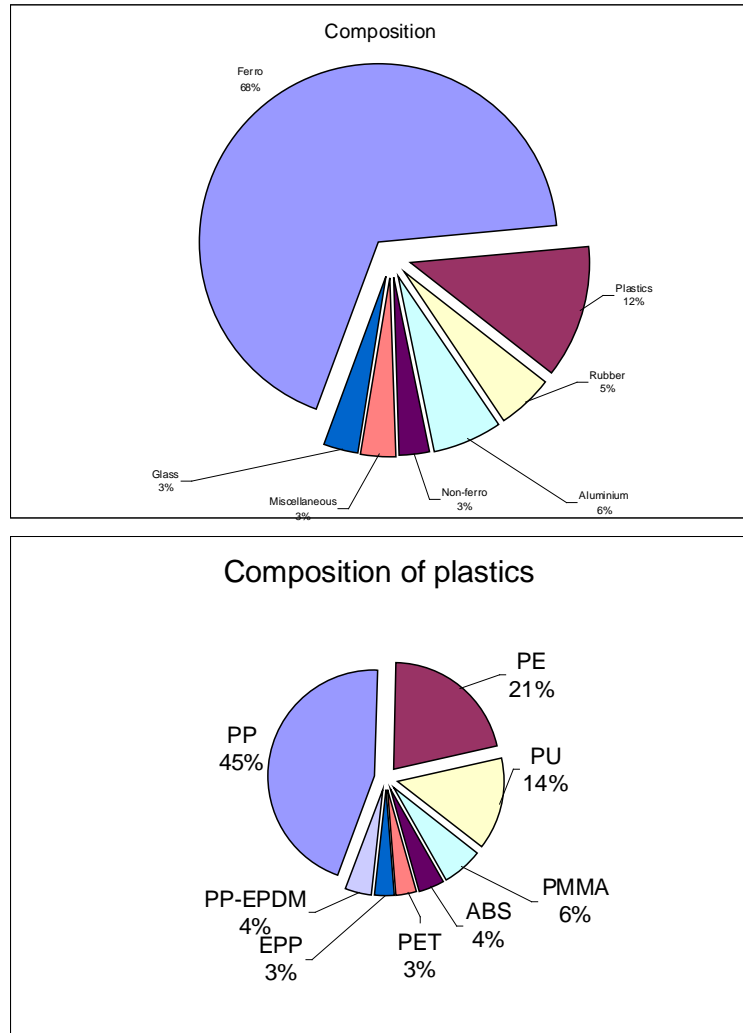 Composition
Ferro
68%
Plastics
12%
Rubber
5%
Aluminium
6%
Non-ferro
3%
Miscellaneous
3%
Glass
3%
Composition of plastics
PE
21%
PU
14%
PMMA
6%
ABS
4%
PET
3%
EPP
3%
PP-EPDM
4%
PP
45%